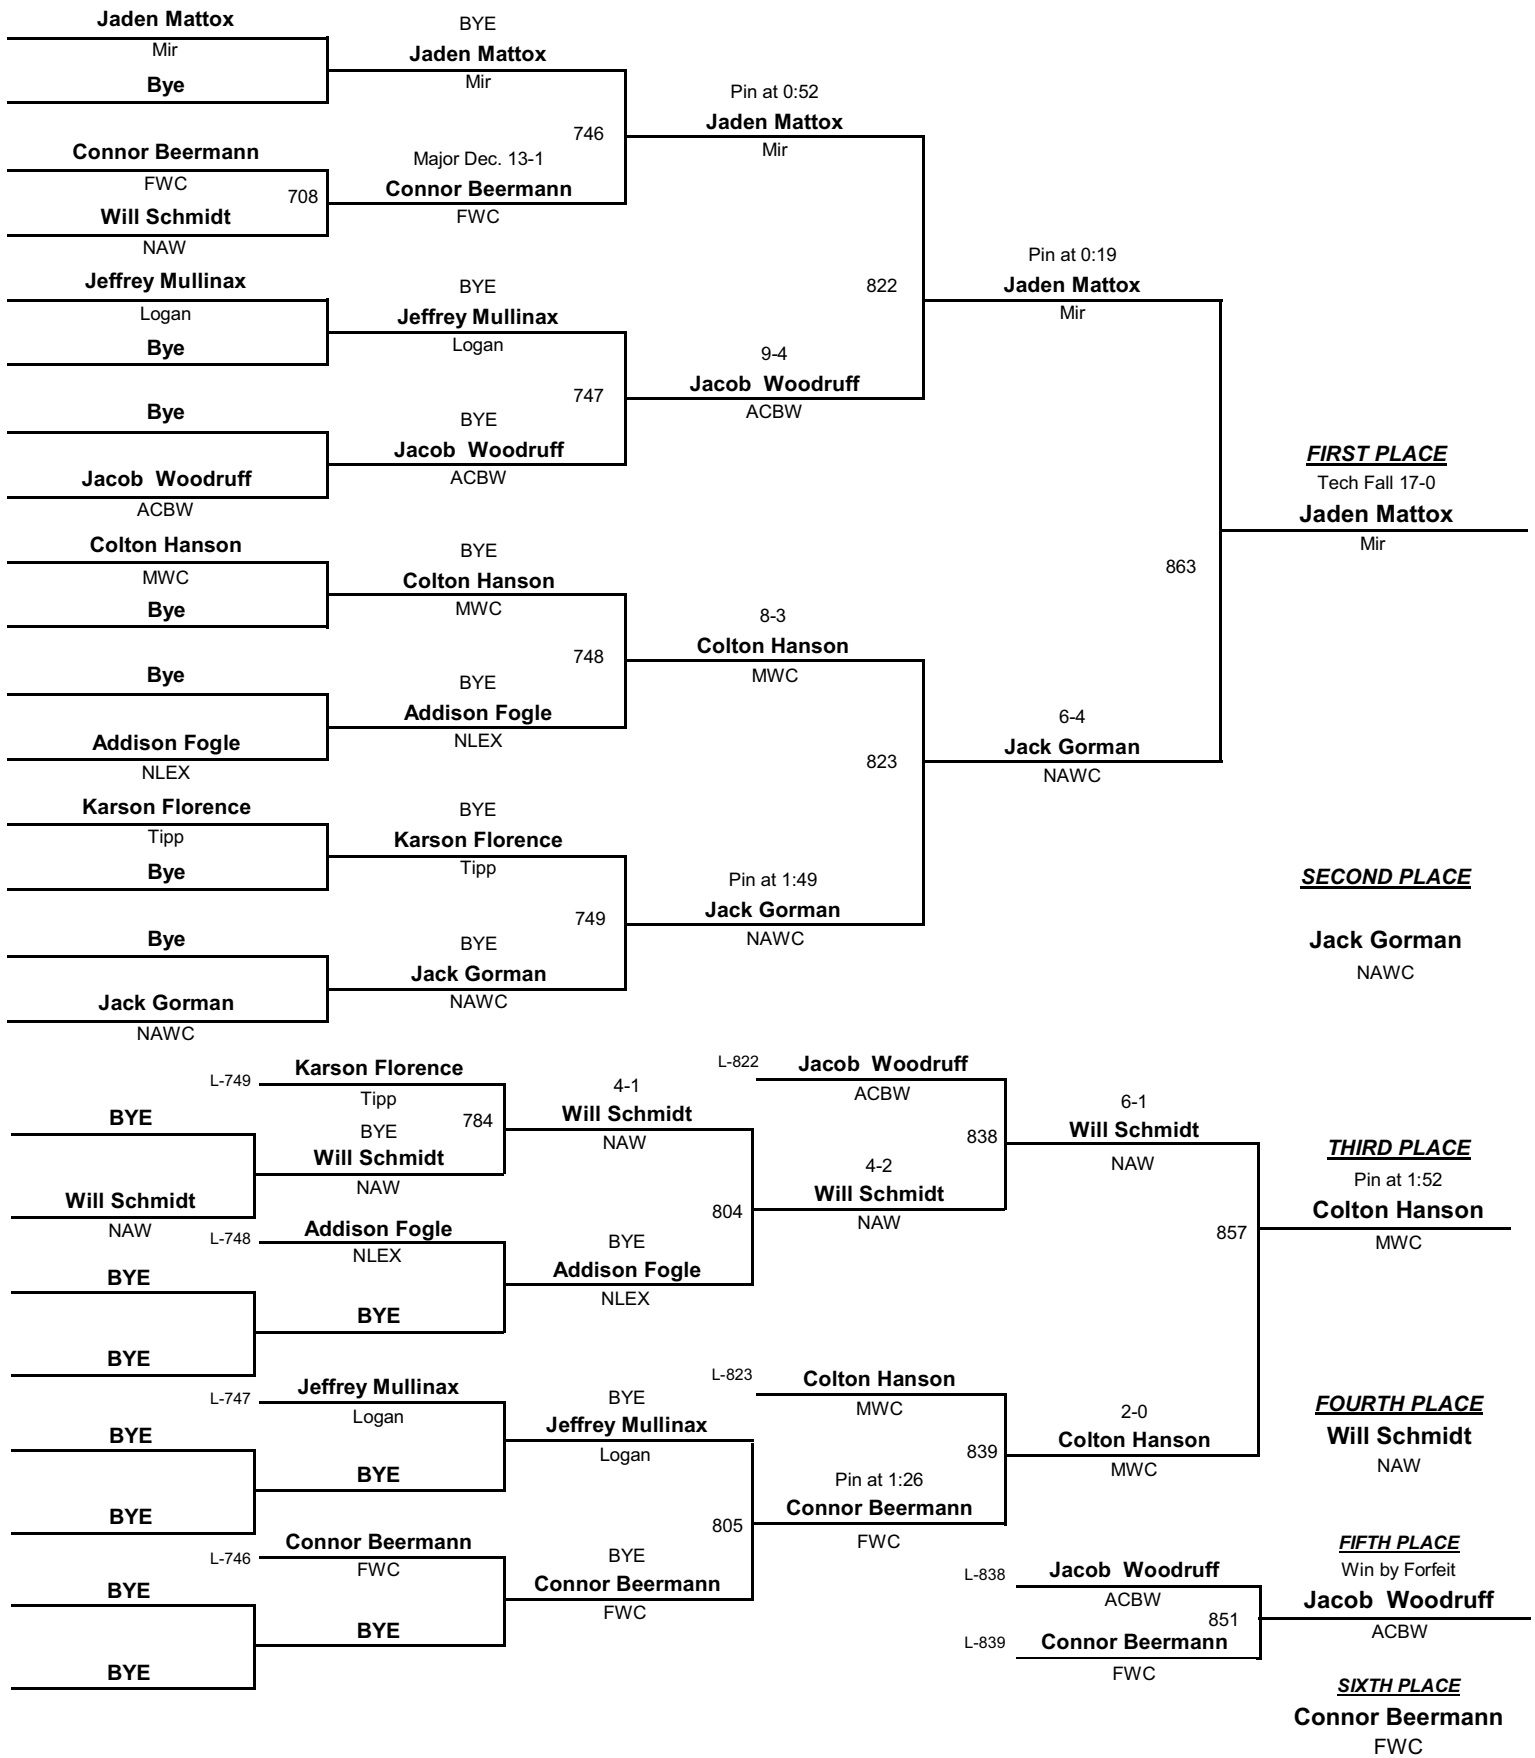 Jaden Mattox
Mir
Bye
BYE
Jaden Mattox
Mir
Connor Beermann
FWC
708
Will Schmidt
NAW
Major Dec. 13-1
Connor Beermann
FWC
746
Pin at 0:52
Jaden Mattox
Mir
Jeffrey Mullinax
Logan
Bye
BYE
Jeffrey Mullinax
Logan
Bye
Jacob  Woodruff
ACBW
BYE
Jacob  Woodruff
ACBW
747
9-4
Jacob  Woodruff
ACBW
822
Pin at 0:19
Jaden Mattox
Mir
Colton Hanson
MWC
Bye
BYE
Colton Hanson
MWC
Bye
Addison Fogle
NLEX
BYE
Addison Fogle
NLEX
748
8-3
Colton Hanson
MWC
Karson Florence
Tipp
Bye
BYE
Karson Florence
Tipp
Bye
Jack Gorman
NAWC
BYE
Jack Gorman
NAWC
749
Pin at 1:49
Jack Gorman
NAWC
823
6-4
Jack Gorman
NAWC
863
FIRST PLACE
Tech Fall 17-0
Jaden Mattox
Mir
SECOND PLACE
Jack Gorman
NAWC
L-749
Karson Florence
Tipp
BYE
Will Schmidt
NAW
BYE
Will Schmidt
NAW
784
4-1
Will Schmidt
NAW
L-748
Addison Fogle
NLEX
BYE
BYE
BYE
BYE
Addison Fogle
NLEX
804
L-822
Jacob  Woodruff
ACBW
4-2
Will Schmidt
NAW
838
6-1
Will Schmidt
NAW
L-747
Jeffrey Mullinax
Logan
BYE
BYE
BYE
BYE
Jeffrey Mullinax
Logan
L-746
Connor Beermann
FWC
BYE
BYE
BYE
BYE
Connor Beermann
FWC
805
L-823
Colton Hanson
MWC
Pin at 1:26
Connor Beermann
FWC
839
2-0
Colton Hanson
MWC
857
THIRD PLACE
Pin at 1:52
Colton Hanson
MWC
FOURTH PLACE
Will Schmidt
NAW
L-838
Jacob  Woodruff
ACBW
851
L-839
Connor Beermann
FWC
FIFTH PLACE
Win by Forfeit
Jacob  Woodruff
ACBW
SIXTH PLACE
Connor Beermann
FWC